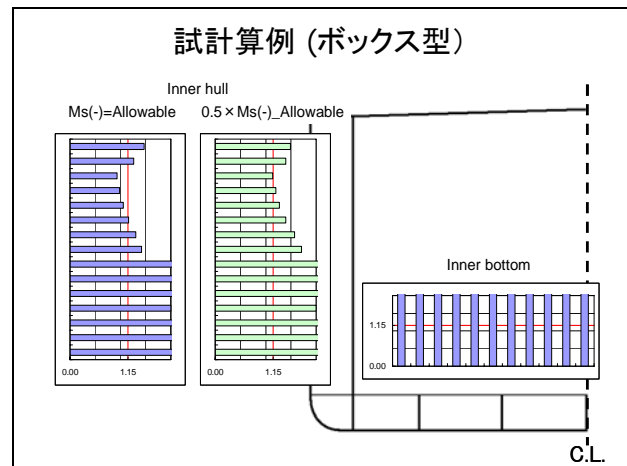 試計算例 (ボックス型)
Inner hull
Ms(-)=Allowable
0.5×Ms(-)_Allowable
0.00 1.15
0.00 1.15
Inner bottom
1.15
0.00
C.L.